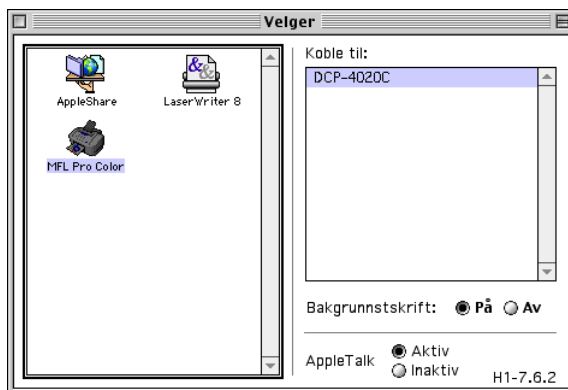 Velger
AppleShare
LaserWriter 8
MFL Pro Color
Koble til:
DCP-4020C
Bakgrunnstskrift: På Av
AppleTalk
Aktiv
Inaktiv
H1-7.6.2